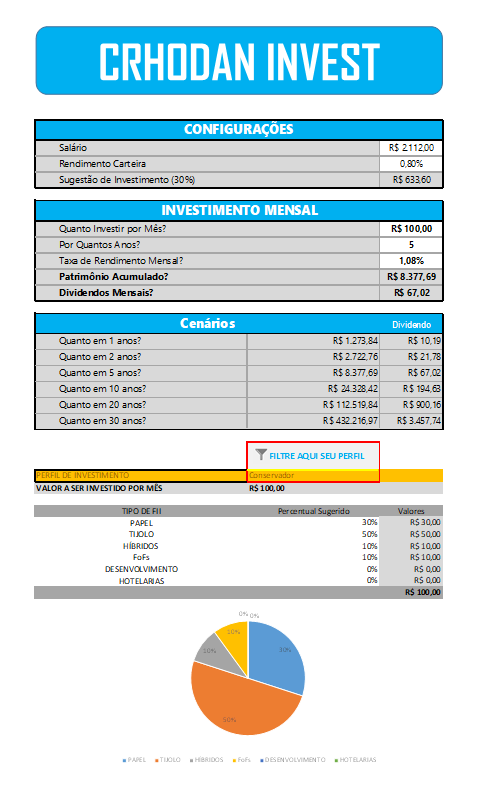 CRHODAN INVEST
CONFIGURAÇÕES
Salário R$ 2.112,00
Rendimento Carteira 0,80%
Sugestão de Investimento (30%) R$ 633,60
INVESTIMENTO MENSAL
Quanto Investir por Mês? R$ 100,00
Por Quantos Anos? 5
Taxa de Rendimento Mensal? 1,08%
Patrimônio Acumulado? R$ 8.377,69
Dividendos Mensais? R$ 67,02
Cenários Dividendo
Quanto em 1 anos? R$ 1.273,84 R$ 10,19
Quanto em 2 anos? R$ 2.722,76 R$ 21,78
Quanto em 5 anos? R$ 8.377,69 R$ 67,02
Quanto em 10 anos? R$ 24.328,42 R$ 194,63
Quanto em 20 anos? R$ 112.519,84 R$ 900,16
Quanto em 30 anos? R$ 432.216,97 R$ 3.457,74
FILTRE AQUI SEU PERFIL
PERFIL DE INVESTIMENTO Conservador
VALOR A SER INVESTIDO POR MÊS R$ 100,00
TIPO DE FII Percentual Sugerido Valores
PAPEL 30% R$ 30,00
TIJOLO 50% R$ 50,00
HÍBRIDOS 10% R$ 10,00
FoFs 10% R$ 10,00
DESENVOLVIMENTO 0% R$ 0,00
HOTELARIAS 0% R$ 0,00
R$ 100,00
0% 0%
10%
30%
10%
50%
PAPEL TIJOLO HÍBRIDOS FoFs DESENVOLVIMENTO HOTELARIAS